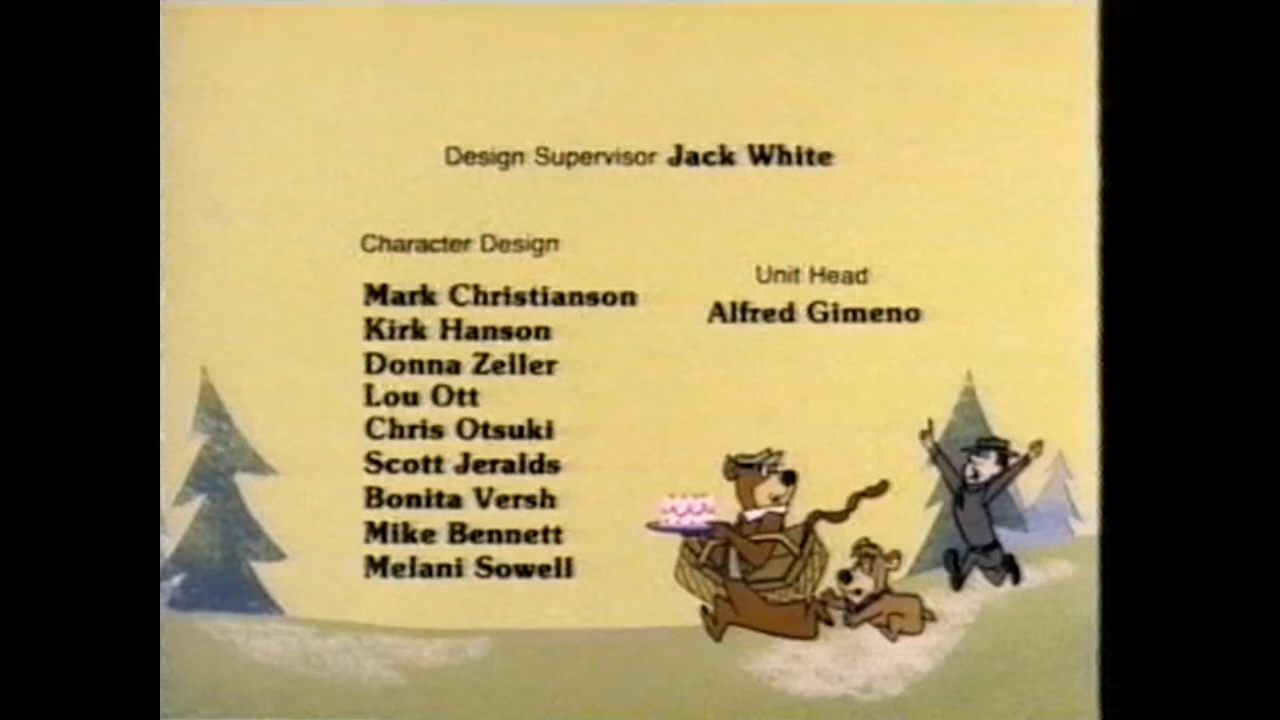 Design Supervisor Jack White
Character Design
Mark Christianson
Kirk Hanson
Donna Zeller
Lou Ott
Chris Otsuki
Scott Jeralds
Bonita Versh
Mike Bennett
Melani Sowell
Unit Head
Alfred Gimeno